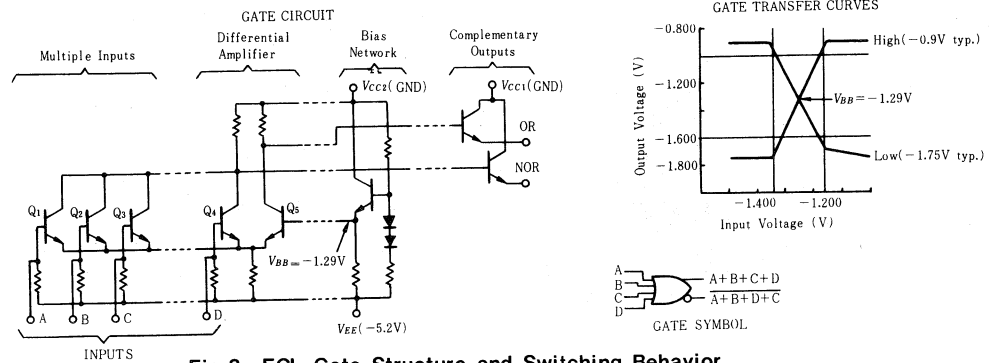 GATE CIRCUIT
Multiple Inputs
Differential
Amplifier
Bias
Network
Complementary
Outputs
VCC2(GND)
VCC1(GND)
OR
NOR
Q1
Q2
Q3
Q4
Q5
VBB=-1.29V
A
B
C
D
VEE(-5.2V)
INPUTS
GATE TRANSFER CURVES
Output Voltage (V)
-0.800
-1.200
-1.600
-1.800
High(-0.9V typ.)
VBB=-1.29V
Low(-1.75V typ.)
-1.400
-1.200
Input Voltage (V)
A
B
C
D
A+B+C+D
A+B+D+C
GATE SYMBOL
ECL Gate Structure and Switching Behavior